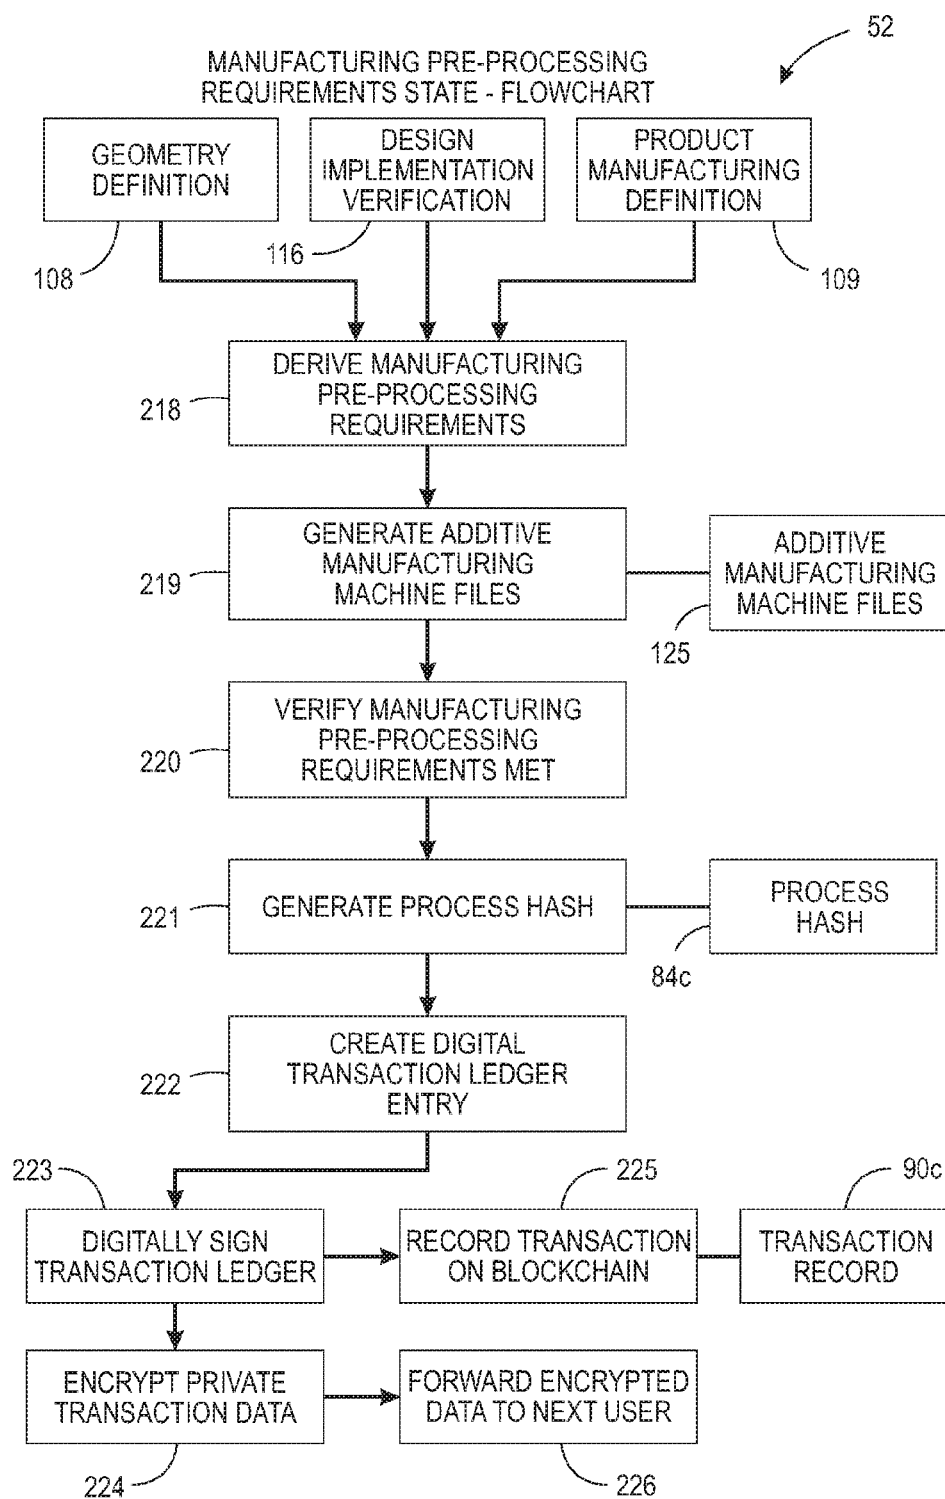 52
MANUFACTURING PRE-PROCESSING
REQUIREMENTS STATE - FLOWCHART
GEOMETRY
DEFINITION
DESIGN
IMPLEMENTATION
VERIFICATION
PRODUCT
MANUFACTURING
DEFINITION
108
116
109
DERIVE MANUFACTURING
PRE-PROCESSING
REQUIREMENTS
218
GENERATE ADDITIVE
MANUFACTURING
MACHINE FILES
219
ADDITIVE
MANUFACTURING
MACHINE FILES
125
VERIFY MANUFACTURING
PRE-PROCESSING
REQUIREMENTS MET
220
GENERATE PROCESS HASH
221
PROCESS
HASH
84c
CREATE DIGITAL
TRANSACTION LEDGER
ENTRY
222
223
225
90c
DIGITALLY SIGN
TRANSACTION LEDGER
RECORD TRANSACTION
ON BLOCKCHAIN
TRANSACTION
RECORD
ENCRYPT PRIVATE
TRANSACTION DATA
FORWARD ENCRYPTED
DATA TO NEXT USER
224
226